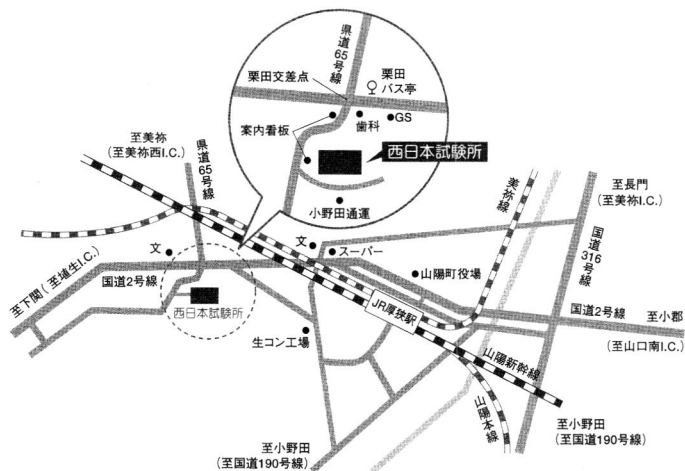 県道65号線
栗田交差点
栗田
バス亭
GS
歯科
案内看板
西日本試験所
小野田通運
至美祢
(至美祢西I.C.)
県道65号線
美祢線
至長門
(至美祢I.C.)
国道316号線
文
文
スーパー
山陽町役場
至下関(至埴生I.C.)
国道2号線
西日本試験所
JR厚狭駅
国道2号線
至小郡
(至山口南I.C.)
生コン工場
山陽新幹線
山陽本線
至小野田
(至国道190号線)
至小野田
(至国道190号線)